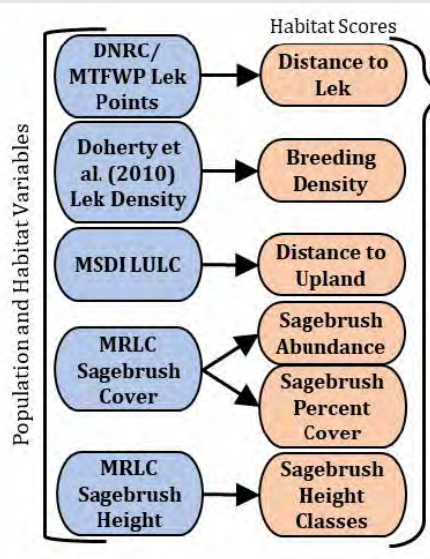 Habitat Scores
Population and Habitat Variables
DNRC/
MTFWP Lek
Points
Distance to
Lek
Doherty et
al. (2010)
Lek Density
Breeding
Density
MSDI LULC
Distance to
Upland
MRLC
Sagebrush
Cover
Sagebrush
Abundance
Sagebrush
Percent
Cover
MRLC
Sagebrush
Height
Sagebrush
Height
Classes